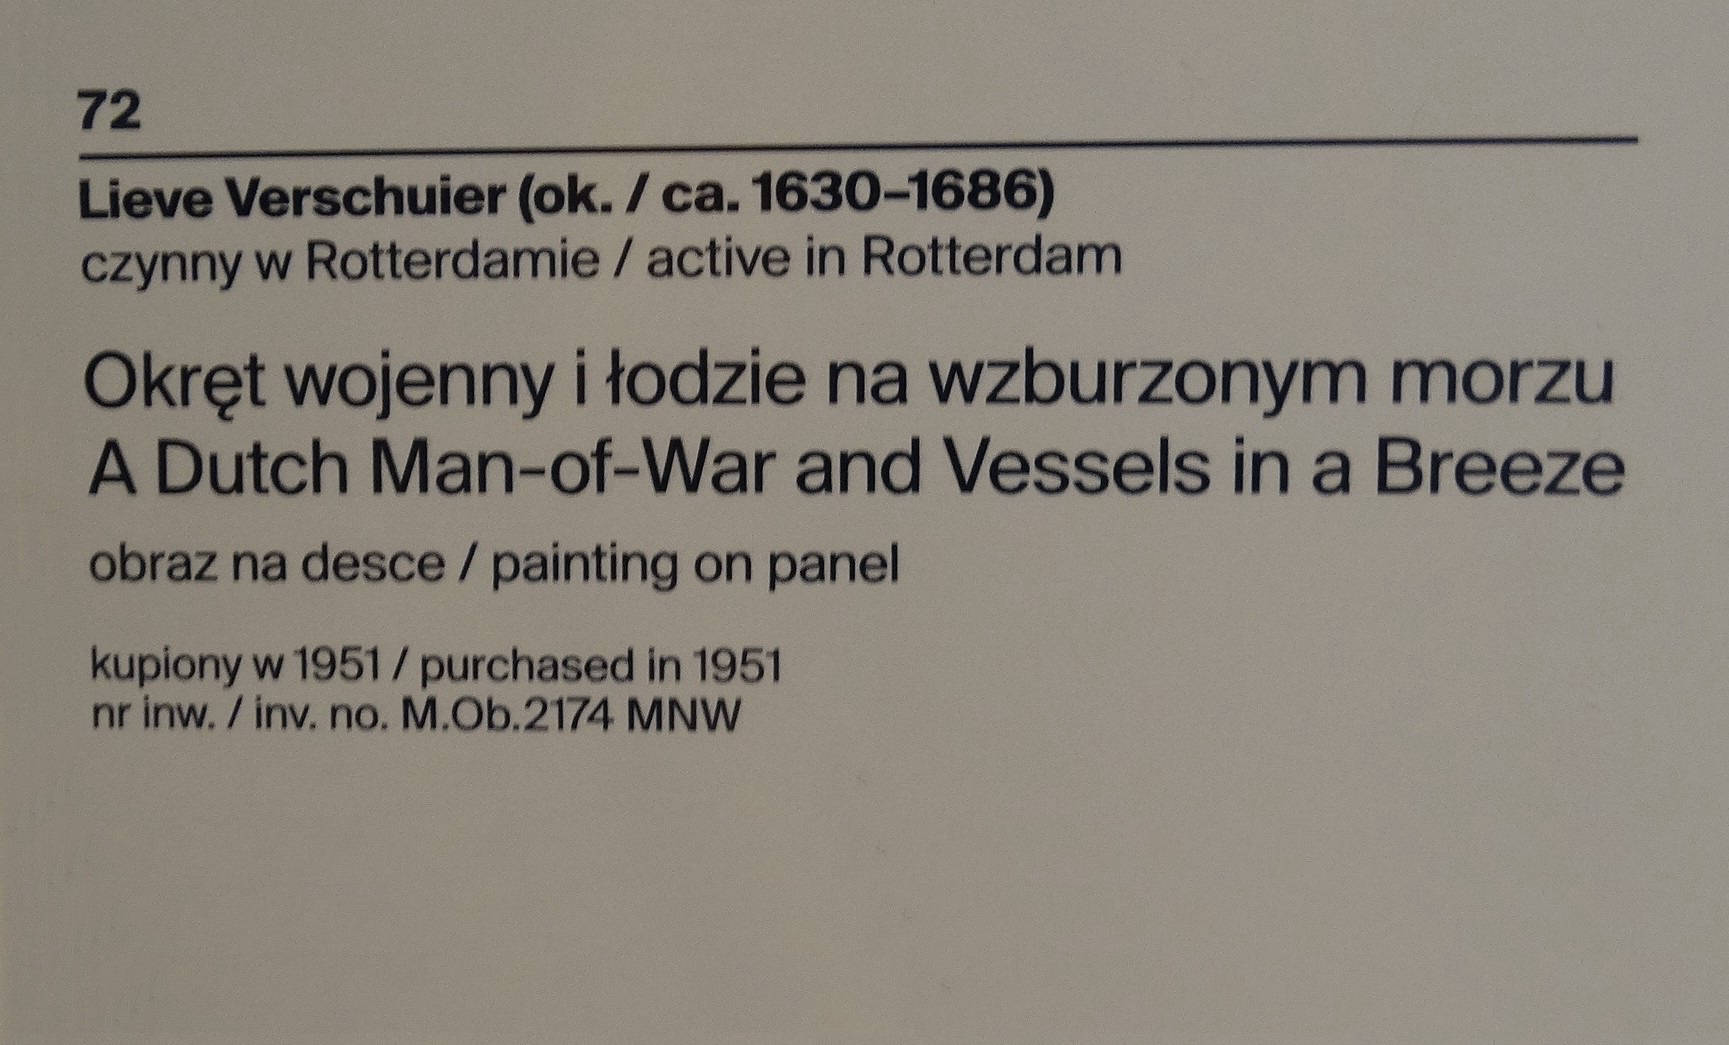 72
Lieve Verschuier (ok. / ca. 1630–1686)
czynny w Rotterdamie / active in Rotterdam
Okręt wojenny i łodzie na wzburzonym morzu
A Dutch Man-of-War and Vessels in a Breeze
obraz na desce / painting on panel
kupiony w 1951 / purchased in 1951
nr inw. / inv. no. M.Ob.2174 MNW